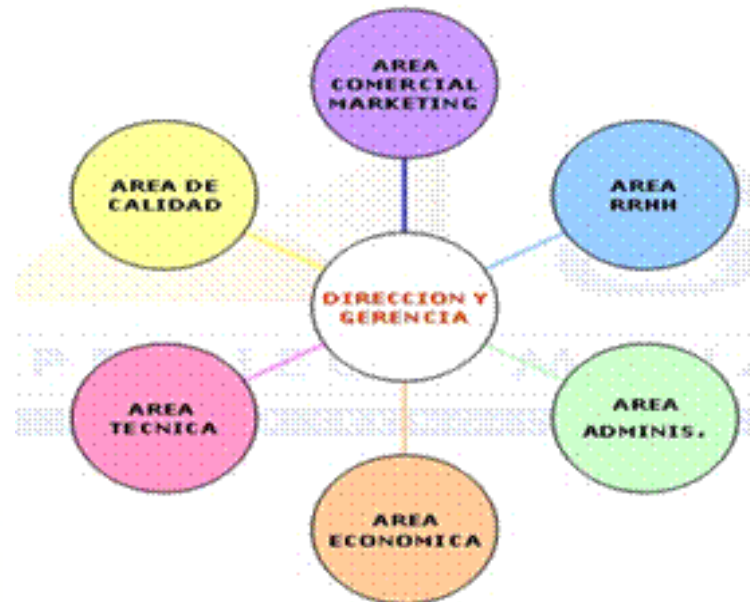 AREA
COMERCIAL
MARKETING
AREA DE
CALIDAD
AREA
RRHH
DIRECCION Y
GERENCIA
AREA
TECNICA
AREA
ADMINIS.
AREA
ECONOMICA